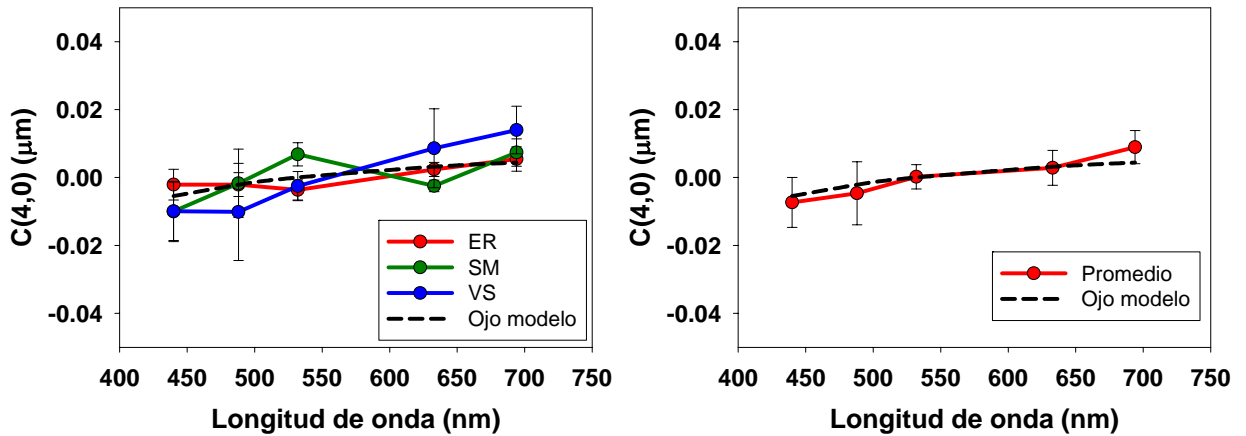 C(4,0) (μm)
0.04
0.02
0.00
-0.02
-0.04
ER
SM
VS
Ojo modelo
400 450 500 550 600 650 700 750
Longitud de onda (nm)
C(4,0) (μm)
0.04
0.02
0.00
-0.02
-0.04
Promedio
Ojo modelo
400 450 500 550 600 650 700 750
Longitud de onda (nm)